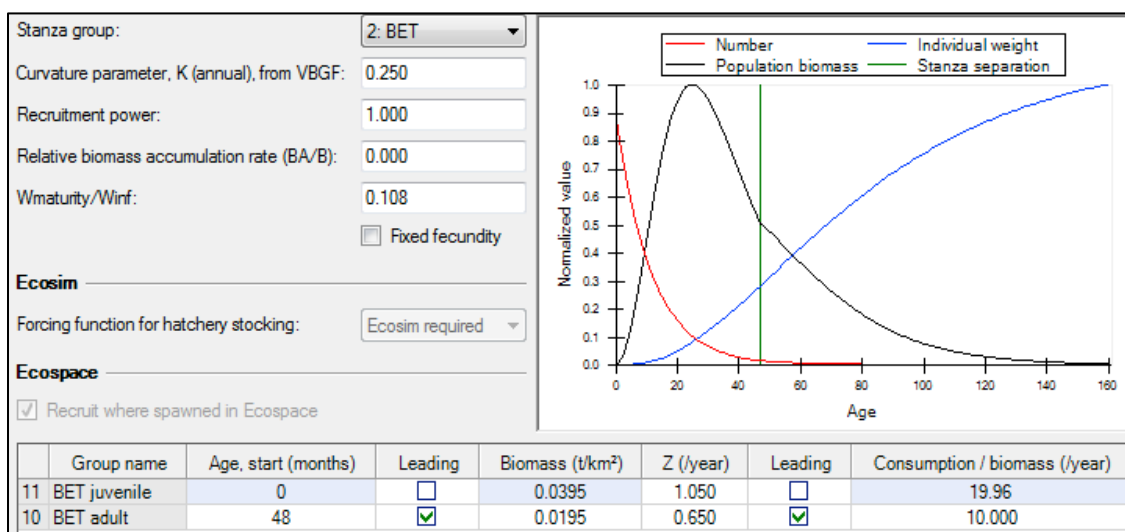 Stanza group: 2: BET
Curvature parameter, K (annual), from VBGF: 0.250
Recruitment power: 1.000
Relative biomass accumulation rate (BA/B): 0.000
Wmaturity/Winf: 0.108
Fixed fecundity
Ecosim
Forcing function for hatchery stocking: Ecosim required
Ecospace
Recruit where spawned in Ecospace
Number Individual weight
Population biomass Stanza separation
1.0
0.9
0.8
0.7
0.6
0.5
0.4
0.3
0.2
0.1
0.0
Normalized value
0 20 40 60 80 100 120 140 160
Age
Group name Age, start (months) Leading Biomass (t/km²) Z (/year) Leading Consumption / biomass (/year)
11 BET juvenile 0 0.0395 1.050 19.96
10 BET adult 48 0.0195 0.650 10.000